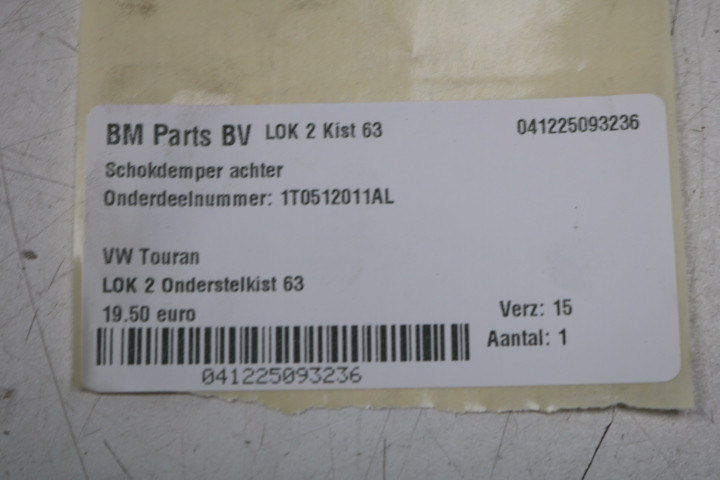 BM Parts BV LOK 2 Kist 63 041225093236
Schokdemper achter
Onderdeelnummer: 1T0512011AL
VW Touran
LOK 2 Onderstelkist 63
19.50 euro Verz: 15
Aantal: 1
041225093236